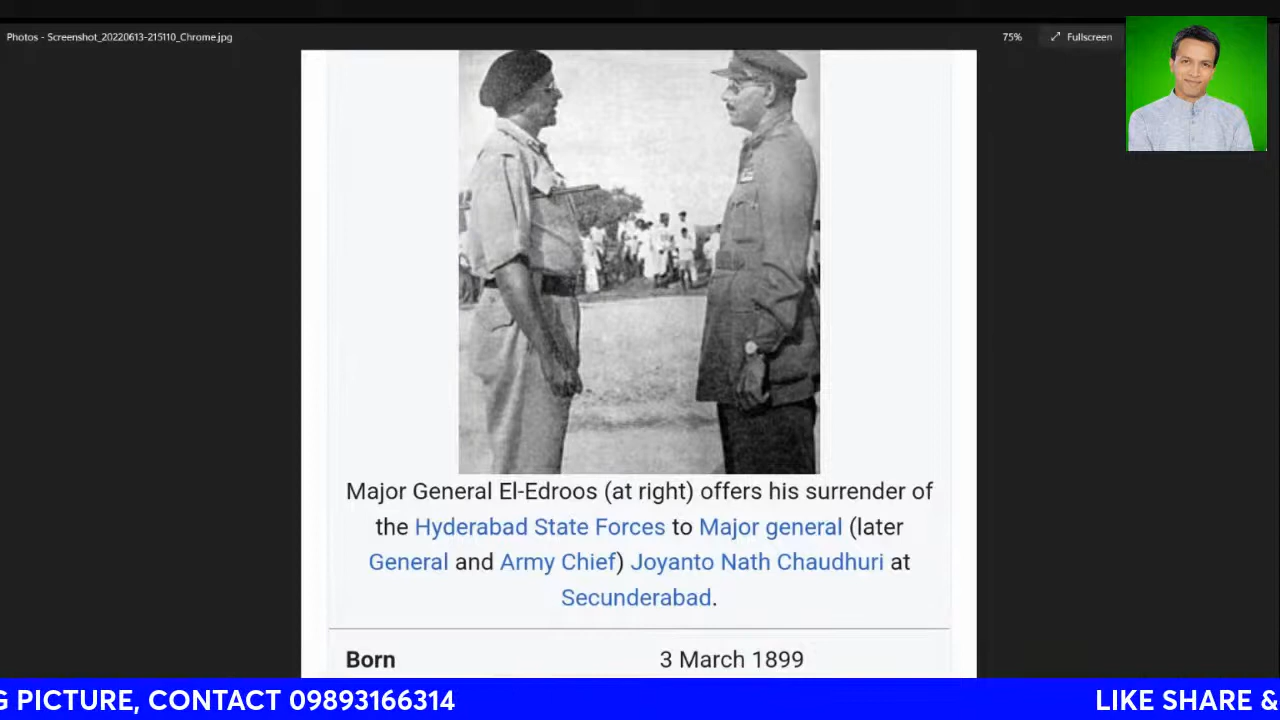 Photos - Screenshot_20220613-215110_Chrome.jpg
75%
Fullscreen
Major General El-Edroos (at right) offers his surrender of
the Hyderabad State Forces to Major general (later
General and Army Chief) Joyanto Nath Chaudhuri at
Secunderabad.
Born 3 March 1899
PICTURE, CONTACT 09893166314
LIKE SHARE &